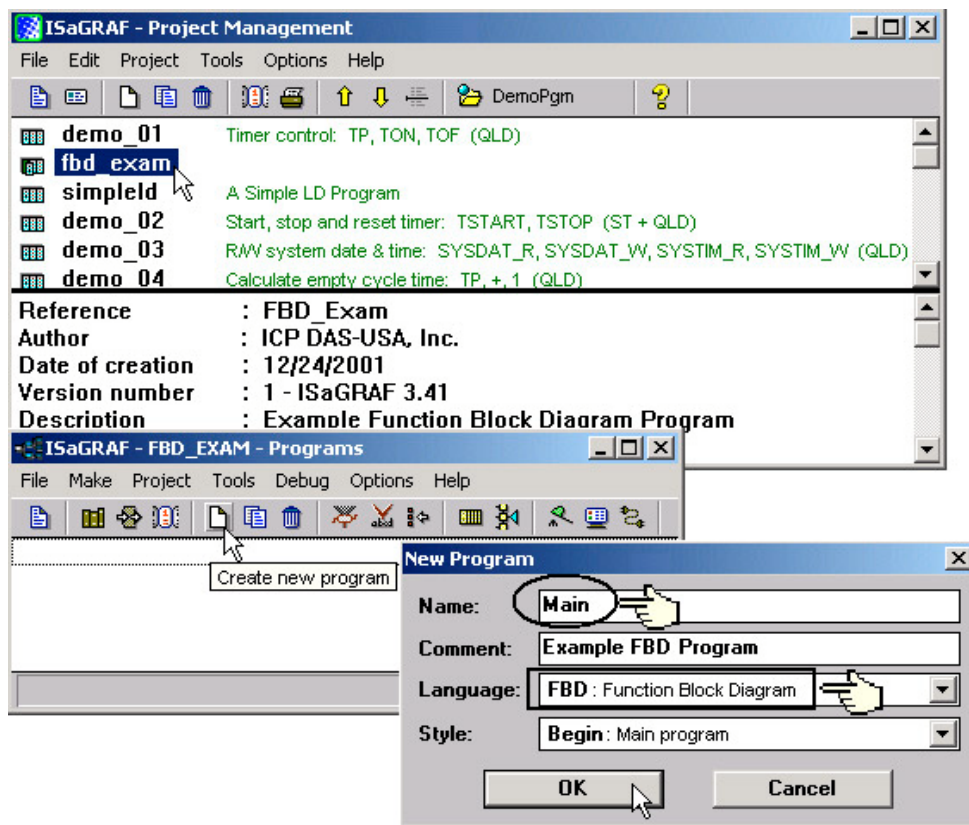 ISaGRAF - Project Management
File Edit Project Tools Options Help
DemoPgm
demo_01 Timer control: TP, TON, TOF (QLD)
fbd_exam
simpleld A Simple LD Program
demo_02 Start, stop and reset timer: TSTART, TSTOP (ST + QLD)
demo_03 R/W system date & time: SYSDAT_R, SYSDAT_W, SYSTIM_R, SYSTIM_W (QLD)
demo_04 Calculate empty cycle time: TP, +, 1 (QLD)
Reference : FBD_Exam
Author : ICP DAS-USA, Inc.
Date of creation : 12/24/2001
Version number : 1 - ISaGRAF 3.41
Description : Example Function Block Diagram Program
ISaGRAF - FBD_EXAM - Programs
File Make Project Tools Debug Options Help
Create new program
New Program
Name: Main
Comment: Example FBD Program
Language: FBD : Function Block Diagram
Style: Begin : Main program
OK Cancel